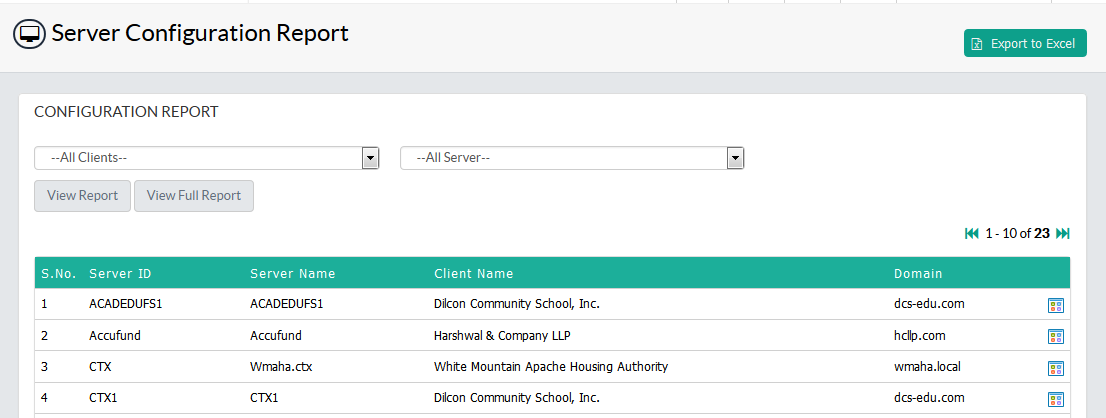 Server Configuration Report
Export to Excel
CONFIGURATION REPORT
--All Clients-- --All Server--
View Report View Full Report
1 - 10 of 23
S.No. Server ID Server Name Client Name Domain
1 ACADEDUFS1 ACADEDUFS1 Dilcon Community School, Inc. dcs-edu.com
2 Accufund Accufund Harshwal & Company LLP hcllp.com
3 CTX Wmaha.ctx White Mountain Apache Housing Authority wmaha.local
4 CTX1 CTX1 Dilcon Community School, Inc. dcs-edu.com